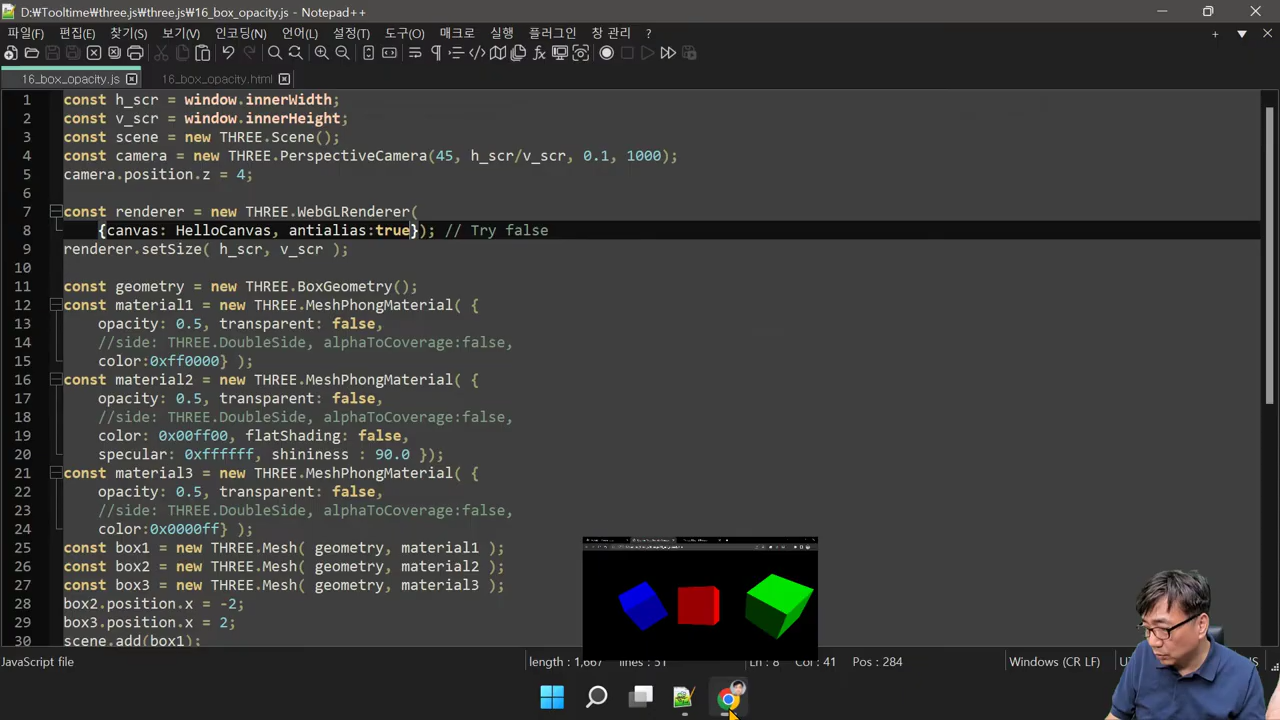 D:₩Tooltime₩three.js₩three.js₩16_box_opacity.js - Notepad++
파일(F) 편집(E) 찾기(S) 보기(V) 인코딩(N) 언어(L) 설정(T) 도구(O) 매크로 실행 플러그인 창 관리 ?
16_box_opacity.js 16_box_opacity.html
1 const h_scr = window.innerWidth;
2 const v_scr = window.innerHeight;
3 const scene = new THREE.Scene();
4 const camera = new THREE.PerspectiveCamera(45, h_scr/v_scr, 0.1, 1000);
5 camera.position.z = 4;
6
7 const renderer = new THREE.WebGLRenderer(
8 {canvas: HelloCanvas, antialias:true}); // Try false
9 renderer.setSize( h_scr, v_scr );
10
11 const geometry = new THREE.BoxGeometry();
12 const material1 = new THREE.MeshPhongMaterial( {
13 opacity: 0.5, transparent: false,
14 //side: THREE.DoubleSide, alphaToCoverage:false,
15 color:0xff0000} );
16 const material2 = new THREE.MeshPhongMaterial( {
17 opacity: 0.5, transparent: false,
18 //side: THREE.DoubleSide, alphaToCoverage:false,
19 color: 0x00ff00, flatShading: false,
20 specular: 0xffffff, shininess : 90.0 });
21 const material3 = new THREE.MeshPhongMaterial( {
22 opacity: 0.5, transparent: false,
23 //side: THREE.DoubleSide, alphaToCoverage:false,
24 color:0x0000ff} );
25 const box1 = new THREE.Mesh( geometry, material1 );
26 const box2 = new THREE.Mesh( geometry, material2 );
27 const box3 = new THREE.Mesh( geometry, material3 );
28 box2.position.x = -2;
29 box3.position.x = 2;
30 scene.add(box1);
JavaScript file length : 1,667 lines : 51 Ln : 8 Col : 41 Pos : 284 Windows (CR LF)